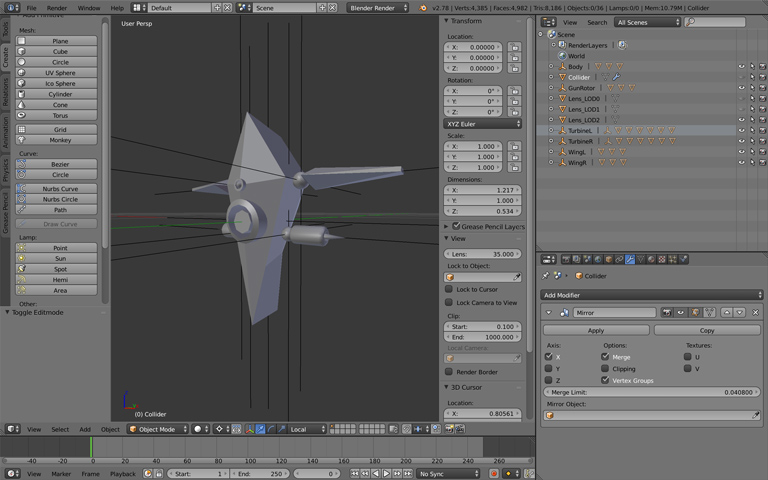 File Render Window Help Default Scene Blender Render v2.78 | Verts:4,385 | Faces:4,982 | Tris:8,186 | Objects:0/36 | Lamps:0/0 | Mem:10.79M | Collider
User Persp
Tools
Create
Relations
Animation
Physics
Grease Pencil
Mesh:
Plane
Cube
Circle
UV Sphere
Ico Sphere
Cylinder
Cone
Torus
Grid
Monkey
Curve:
Bezier
Circle
Nurbs Curve
Nurbs Circle
Path
Draw Curve
Lamp:
Point
Sun
Spot
Hemi
Area
Other:
Toggle Editmode
(0) Collider
Transform
Location:
X: 0.00000
Y: 0.00000
Z: 0.00000
Rotation:
X: 0°
Y: 0°
Z: 0°
XYZ Euler
Scale:
X: 1.000
Y: 1.000
Z: 1.000
Dimensions:
X: 1.217
Y: 1.000
Z: 0.534
Grease Pencil Layers
View
Lens: 35.000
Lock to Object:
Lock to Cursor
Lock Camera to View
Clip:
Start: 0.100
End: 1000.000
Local Camera:
Render Border
3D Cursor
Location:
X: 0.80561
View Search All Scenes
Scene
RenderLayers
World
Body
Collider
GunRotor
Lens_LOD0
Lens_LOD1
Lens_LOD2
TurbineL
TurbineR
WingL
WingR
Collider
Add Modifier
Mirror
Apply Copy
Axis: Options: Textures:
X Merge U
Y Clipping V
Z Vertex Groups
Merge Limit: 0.040800
Mirror Object:
View Select Add Object Object Mode Local
-40 -20 0 20 40 60 80 100 120 140 160 180 200 220 240 260
View Marker Frame Playback Start: 1 End: 250 0 No Sync